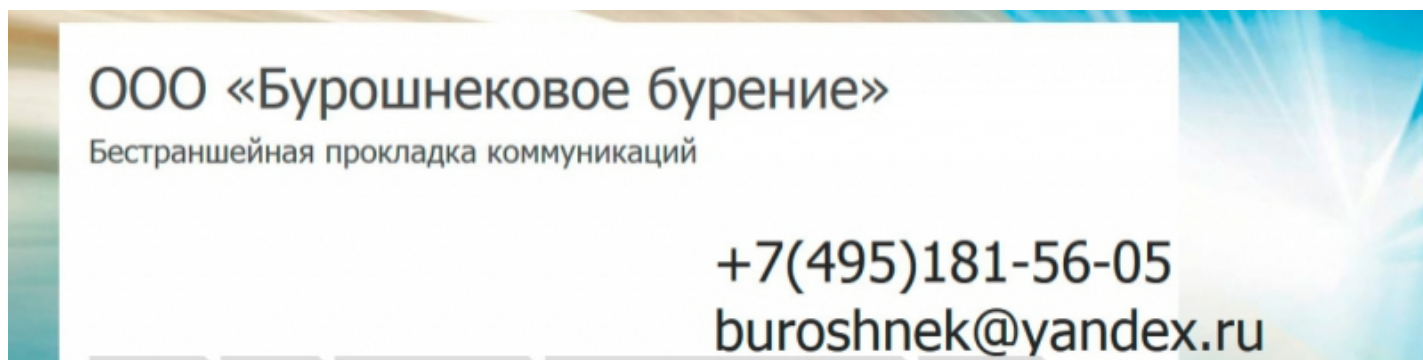 ООО «Бурошнековое бурение»
Бестраншейная прокладка коммуникаций
+7(495)181-56-05
buroshnek@yandex.ru